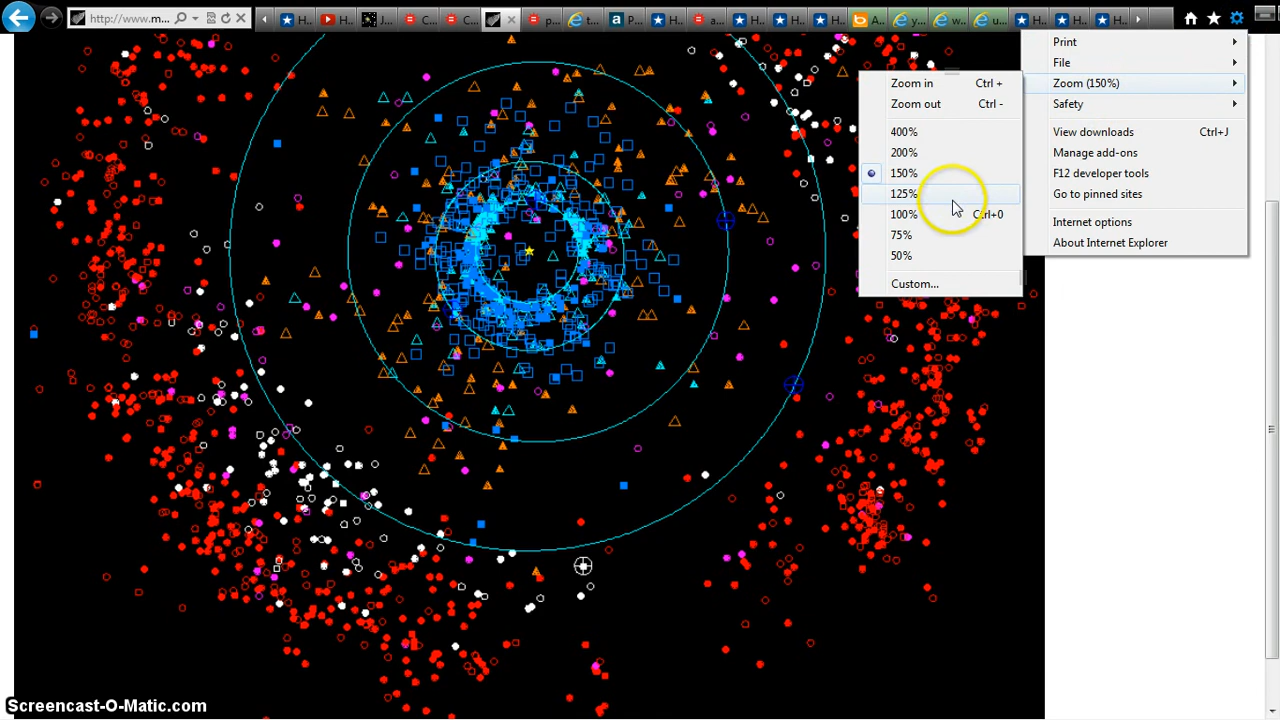 http://www.m...
H...
H...
J...
C...
C...
p...
t...
P...
H...
a...
H...
H...
H...
A...
y...
w...
u...
H...
H...
H...
Print
File
Zoom (150%)
Safety
View downloads Ctrl+J
Manage add-ons
F12 developer tools
Go to pinned sites
Internet options
About Internet Explorer
Zoom in Ctrl +
Zoom out Ctrl -
400%
200%
150%
125%
100% Ctrl+0
75%
50%
Custom...
Screencast-O-Matic.com